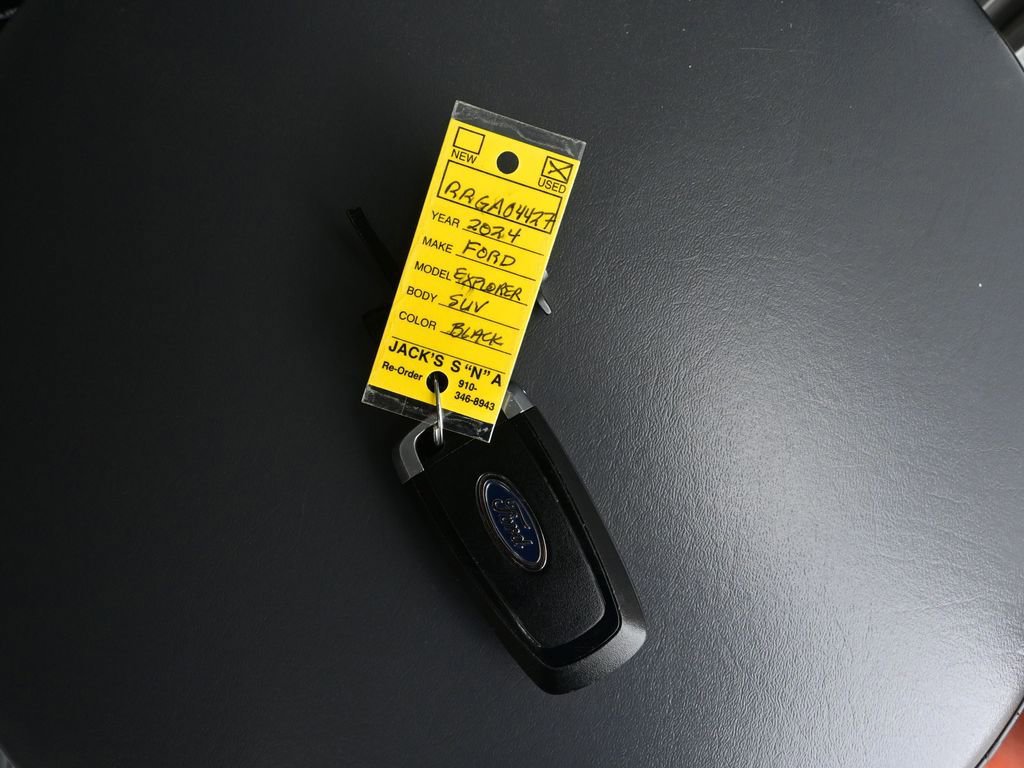 NEW
USED
RRGA04427
YEAR 2024
MAKE FORD
MODEL EXPLORER
BODY SUV
COLOR BLACK
JACK'S S "N" A
Re-Order 910-
346-8943
Ford